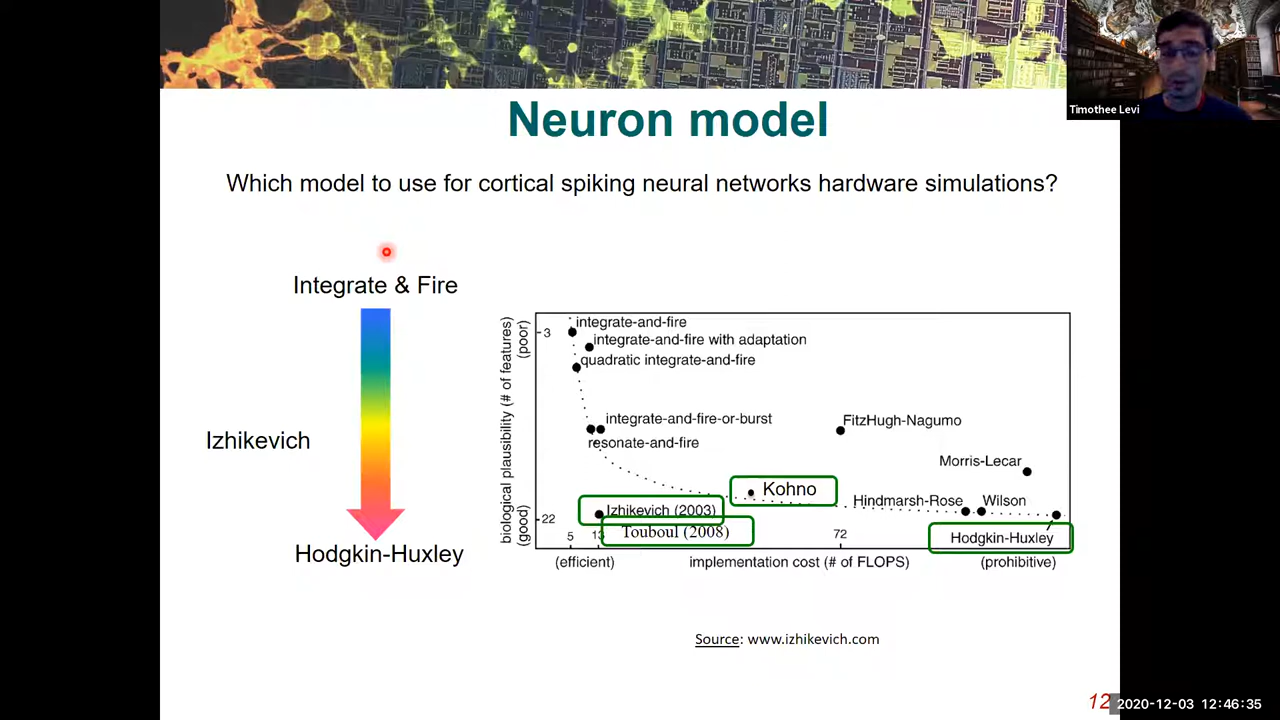 Timothee Levi
Neuron model
Which model to use for cortical spiking neural networks hardware simulations?
Integrate & Fire
Izhikevich
Hodgkin-Huxley
biological plausibility (# of features)
(poor)
(good)
3
22
integrate-and-fire
integrate-and-fire with adaptation
quadratic integrate-and-fire
integrate-and-fire-or-burst
resonate-and-fire
FitzHugh-Nagumo
Morris-Lecar
Kohno
Hindmarsh-Rose
Wilson
Izhikevich (2003)
Touboul (2008)
Hodgkin-Huxley
5
13
72
(efficient)
implementation cost (# of FLOPS)
(prohibitive)
Source: www.izhikevich.com
12
2020-12-03 12:46:35